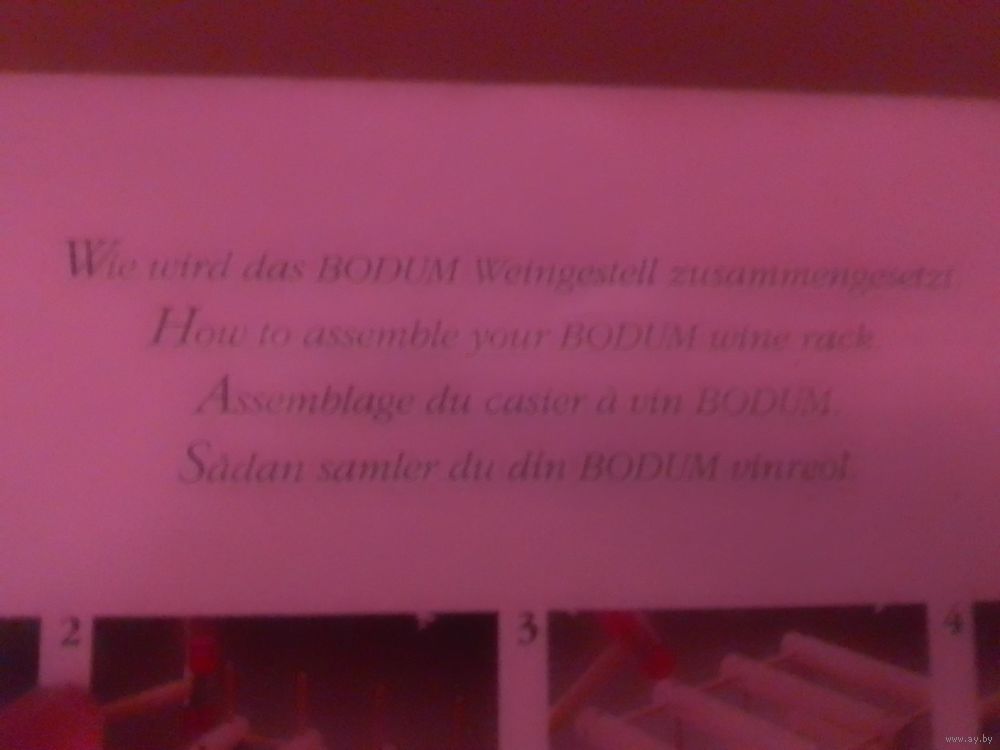 Wie wird das BODUM Weingestell zusammengesetzt
How to assemble your BODUM wine rack.
Assemblage du casier à vin BODUM.
Sådan samler du din BODUM vinreol.
2 3 4
www.ay.by